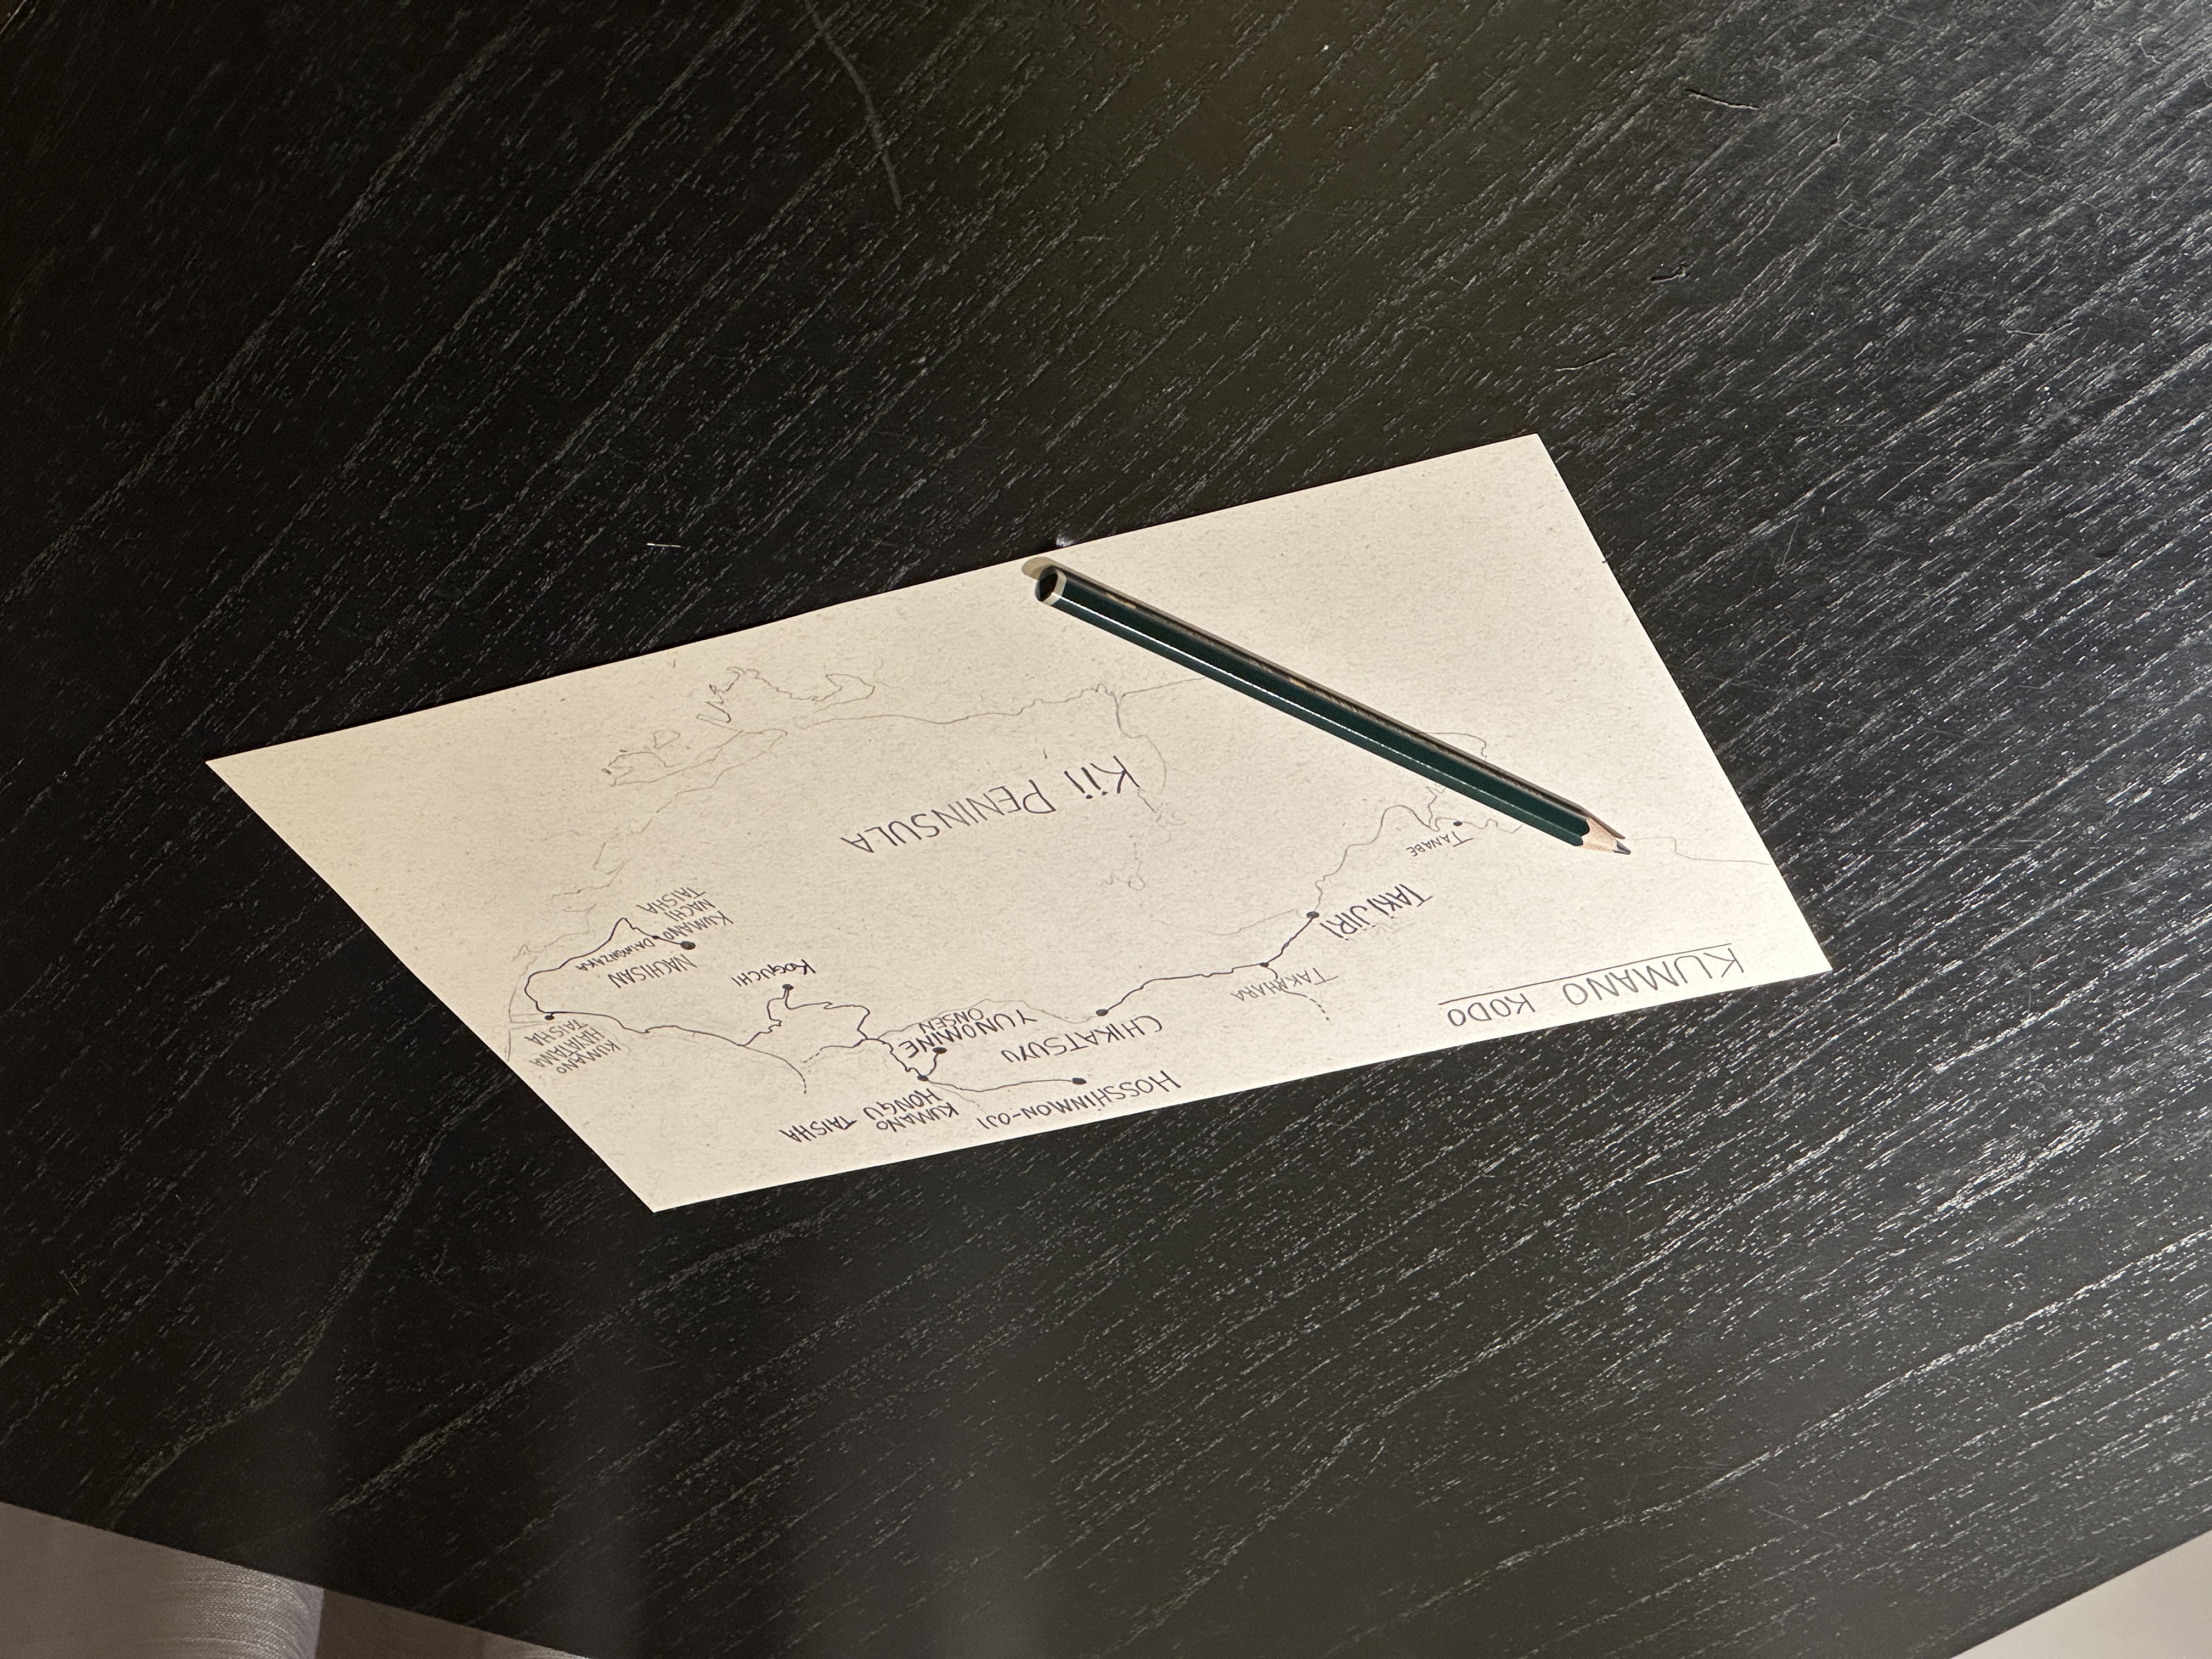 KUMANO KODO
HOSSHINMON-OJI
KUMANO
HONGU TAISHA
CHIKATSUYU
YUNOMINE
ONSEN
KUMANO
HAYATAMA
TAISHA
TAKAHARA
KOGUCHI
NACHISAN
DAIMONZAKA
KUMANO
NACHI
TAISHA
TAKIJIRI
TANABE
Kii PENINSULA